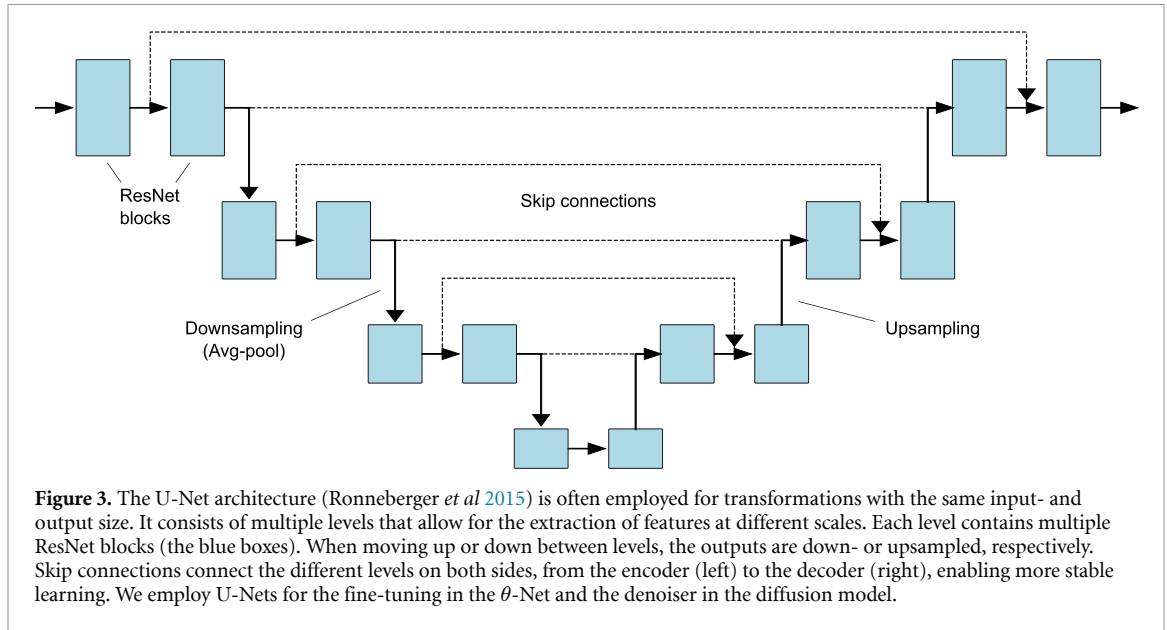 ResNet
blocks
Skip connections
Downsampling
(Avg-pool)
Upsampling
Figure 3. The U-Net architecture (Ronneberger et al 2015) is often employed for transformations with the same input- and
output size. It consists of multiple levels that allow for the extraction of features at different scales. Each level contains multiple
ResNet blocks (the blue boxes). When moving up or down between levels, the outputs are down- or upsampled, respectively.
Skip connections connect the different levels on both sides, from the encoder (left) to the decoder (right), enabling more stable
learning. We employ U-Nets for the fine-tuning in the θ-Net and the denoiser in the diffusion model.